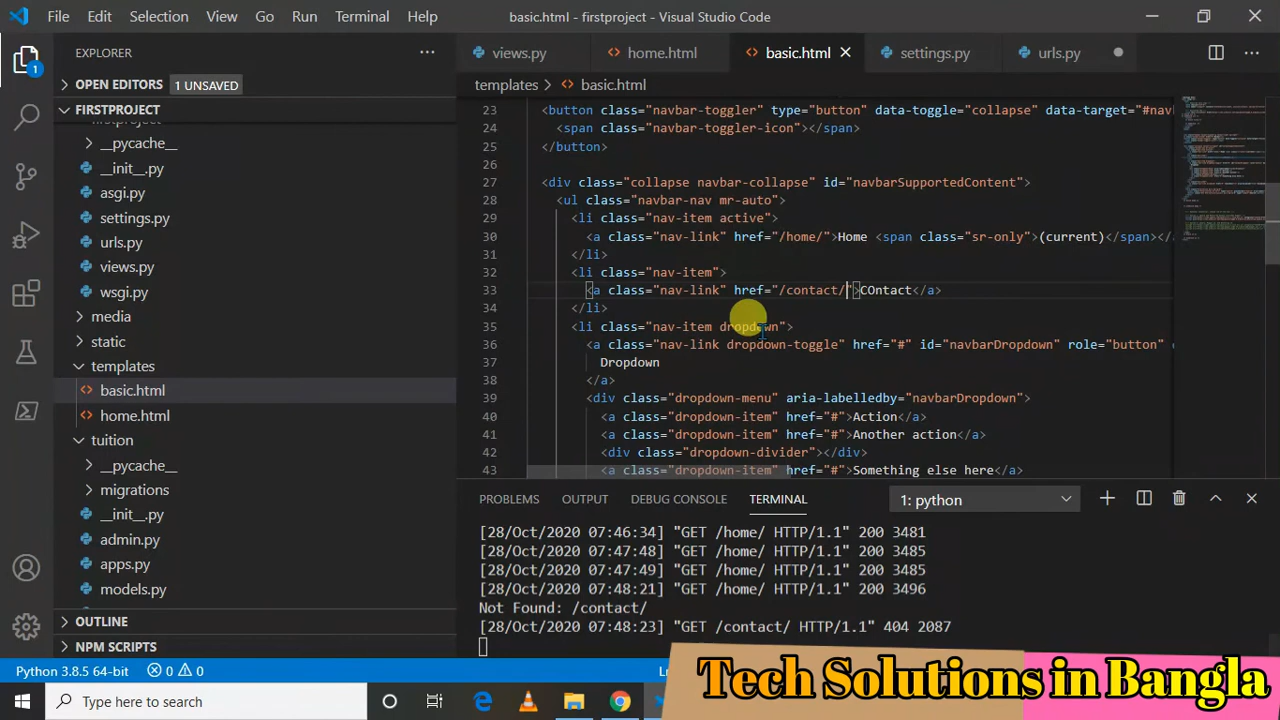 File Edit Selection View Go Run Terminal Help basic.html - firstproject - Visual Studio Code
EXPLORER
OPEN EDITORS 1 UNSAVED
FIRSTPROJECT
__pycache__
__init__.py
asgi.py
settings.py
urls.py
views.py
wsgi.py
media
static
templates
basic.html
home.html
tuition
__pycache__
migrations
__init__.py
admin.py
apps.py
models.py
OUTLINE
NPM SCRIPTS
views.py home.html basic.html settings.py urls.py
templates > basic.html
23 <button class="navbar-toggler" type="button" data-toggle="collapse" data-target="#navb
24 <span class="navbar-toggler-icon"></span>
25 </button>
26
27 <div class="collapse navbar-collapse" id="navbarSupportedContent">
28 <ul class="navbar-nav mr-auto">
29 <li class="nav-item active">
30 <a class="nav-link" href="/home/">Home <span class="sr-only">(current)</span></a
31 </li>
32 <li class="nav-item">
33 <a class="nav-link" href="/contact/">COntact</a>
34 </li>
35 <li class="nav-item dropdown">
36 <a class="nav-link dropdown-toggle" href="#" id="navbarDropdown" role="button"
37 Dropdown
38 </a>
39 <div class="dropdown-menu" aria-labelledby="navbarDropdown">
40 <a class="dropdown-item" href="#">Action</a>
41 <a class="dropdown-item" href="#">Another action</a>
42 <div class="dropdown-divider"></div>
43 <a class="dropdown-item" href="#">Something else here</a>
PROBLEMS OUTPUT DEBUG CONSOLE TERMINAL 1: python
[28/Oct/2020 07:46:34] "GET /home/ HTTP/1.1" 200 3481
[28/Oct/2020 07:47:48] "GET /home/ HTTP/1.1" 200 3485
[28/Oct/2020 07:47:49] "GET /home/ HTTP/1.1" 200 3485
[28/Oct/2020 07:48:21] "GET /home/ HTTP/1.1" 200 3496
Not Found: /contact/
[28/Oct/2020 07:48:23] "GET /contact/ HTTP/1.1" 404 2087
Python 3.8.5 64-bit 0 0 Ln
Type here to search
Tech Solutions in Bangla